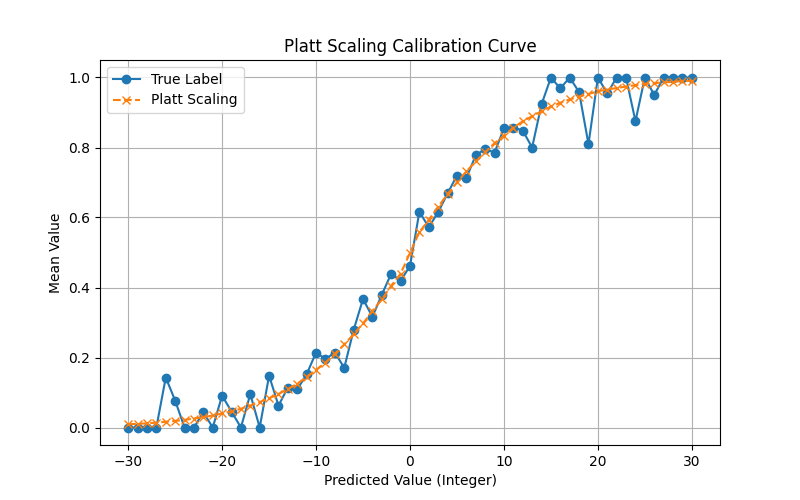 Platt Scaling Calibration Curve
True Label
Platt Scaling
1.0
0.8
0.6
0.4
0.2
0.0
Mean Value
−30
−20
−10
0
10
20
30
Predicted Value (Integer)